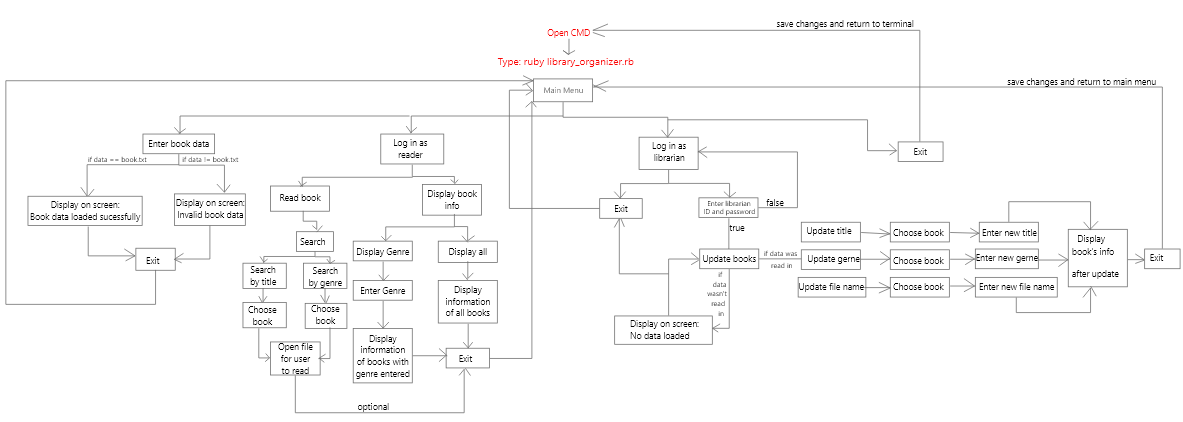 save changes and return to terminal
Open CMD
Type: ruby library_organizer.rb
save changes and return to main menu
Main Menu
Enter book data
if data == book.txt
if data != book.txt
Display on screen:
Book data loaded sucessfully
Display on screen:
Invalid book data
Exit
Log in as
reader
Read book
Search
Search
by title
Search
by genre
Choose
book
Choose
book
Open file
for user
to read
optional
Display book
info
Display Genre
Enter Genre
Display
information
of books with
genre entered
Display all
Display
information
of all books
Exit
Log in as
librarian
Exit
Enter librarian
ID and password
false
true
Update books
if data was
read in
if
data
wasn't
read
in
Display on screen:
No data loaded
Update title
Choose book
Enter new title
Update gerne
Choose book
Enter new gerne
Update file name
Choose book
Enter new file name
Display
book's info
after update
Exit
Exit